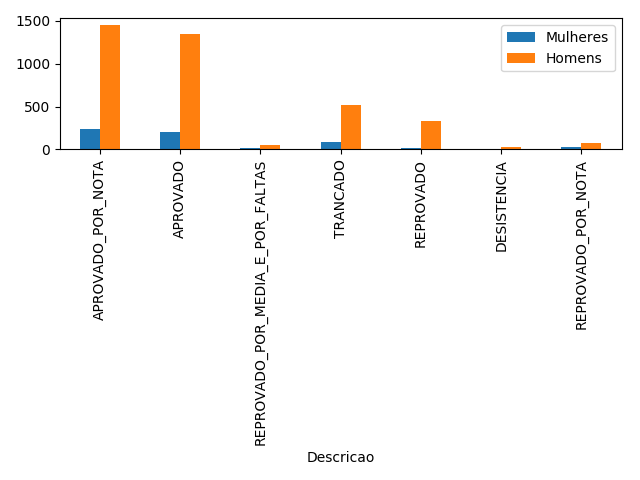 1500
1000
500
0
Mulheres
Homens
APROVADO_POR_NOTA
APROVADO
REPROVADO_POR_MEDIA_E_POR_FALTAS
TRANCADO
REPROVADO
DESISTENCIA
REPROVADO_POR_NOTA
Descricao